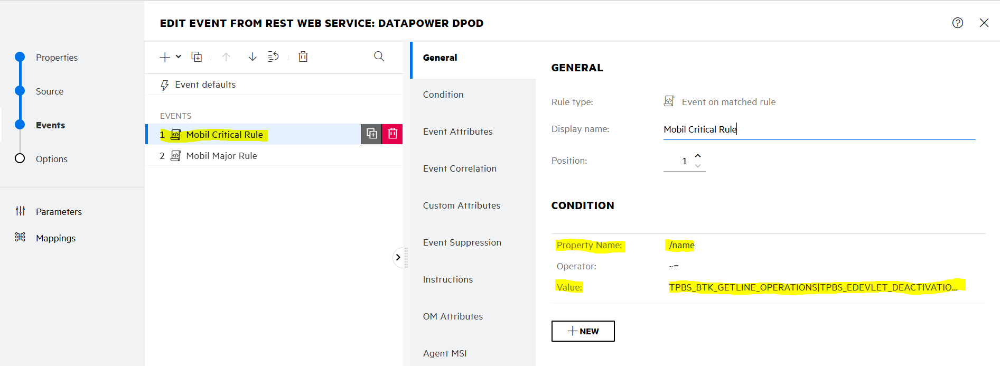 EDIT EVENT FROM REST WEB SERVICE: DATAPOWER DPOD
Properties
Source
Events
Options
Parameters
Mappings
Event defaults
EVENTS
1 Mobil Critical Rule
2 Mobil Major Rule
General
Condition
Event Attributes
Event Correlation
Custom Attributes
Event Suppression
Instructions
OM Attributes
Agent MSI
GENERAL
Rule type: Event on matched rule
Display name: Mobil Critical Rule
Position: 1
CONDITION
Property Name: /name
Operator: ~=
Value: TPBS_BTK_GETLINE_OPERATIONS|TPBS_EDEVLET_DEACTIVATIO...
NEW